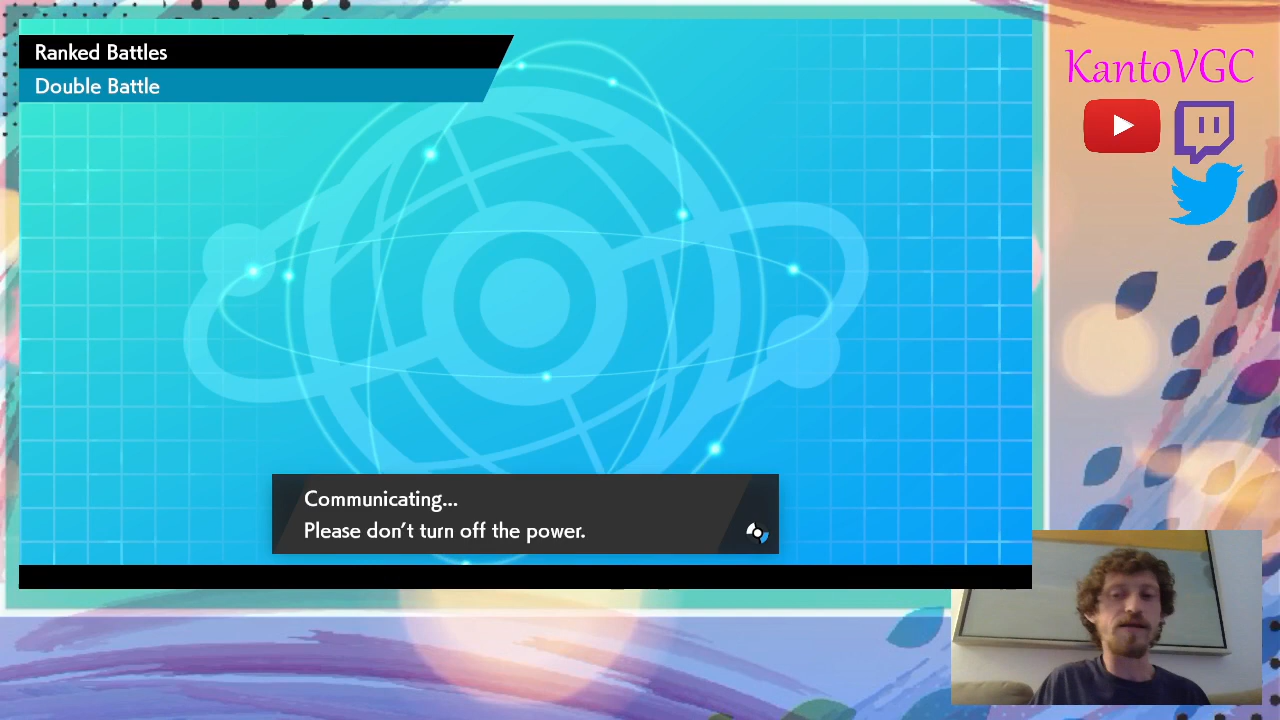 Ranked Battles
Double Battle
KantoVGC
Communicating...
Please don't turn off the power.